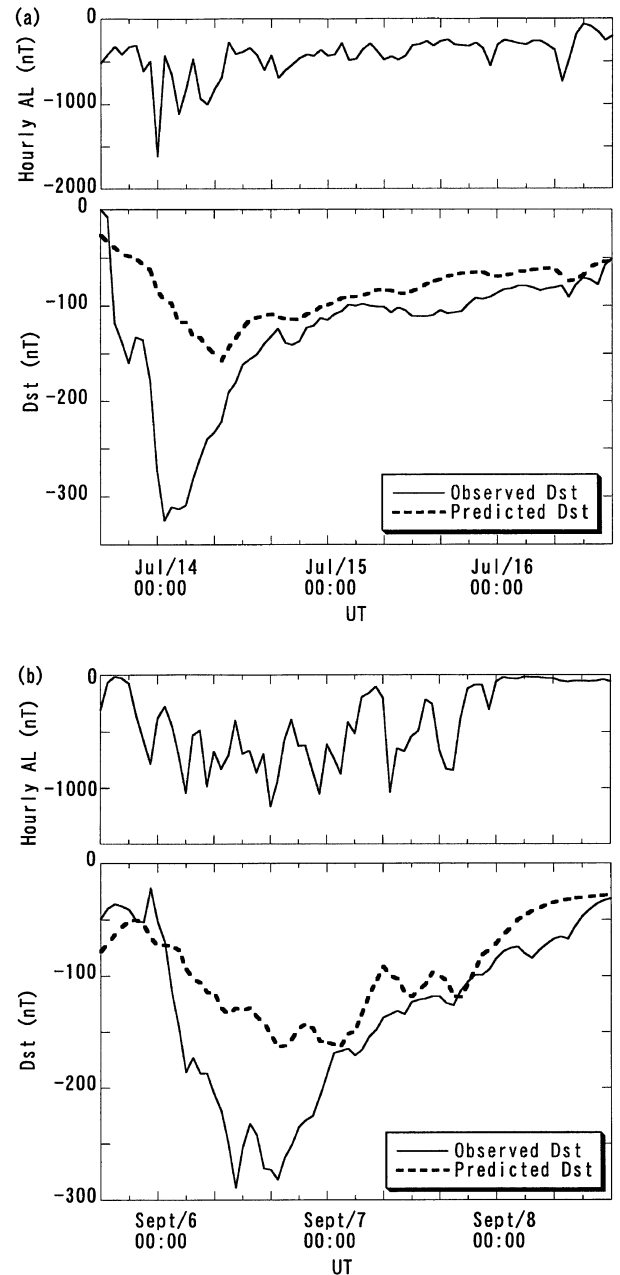 (a)
0
-1000
-2000
Hourly AL (nT)
0
-100
-200
-300
Dst (nT)
Observed Dst
Predicted Dst
Jul/14 Jul/15 Jul/16
00:00 00:00 00:00
UT
(b)
0
-1000
Hourly AL (nT)
0
-100
-200
-300
Dst (nT)
Observed Dst
Predicted Dst
Sept/6 Sept/7 Sept/8
00:00 00:00 00:00
UT